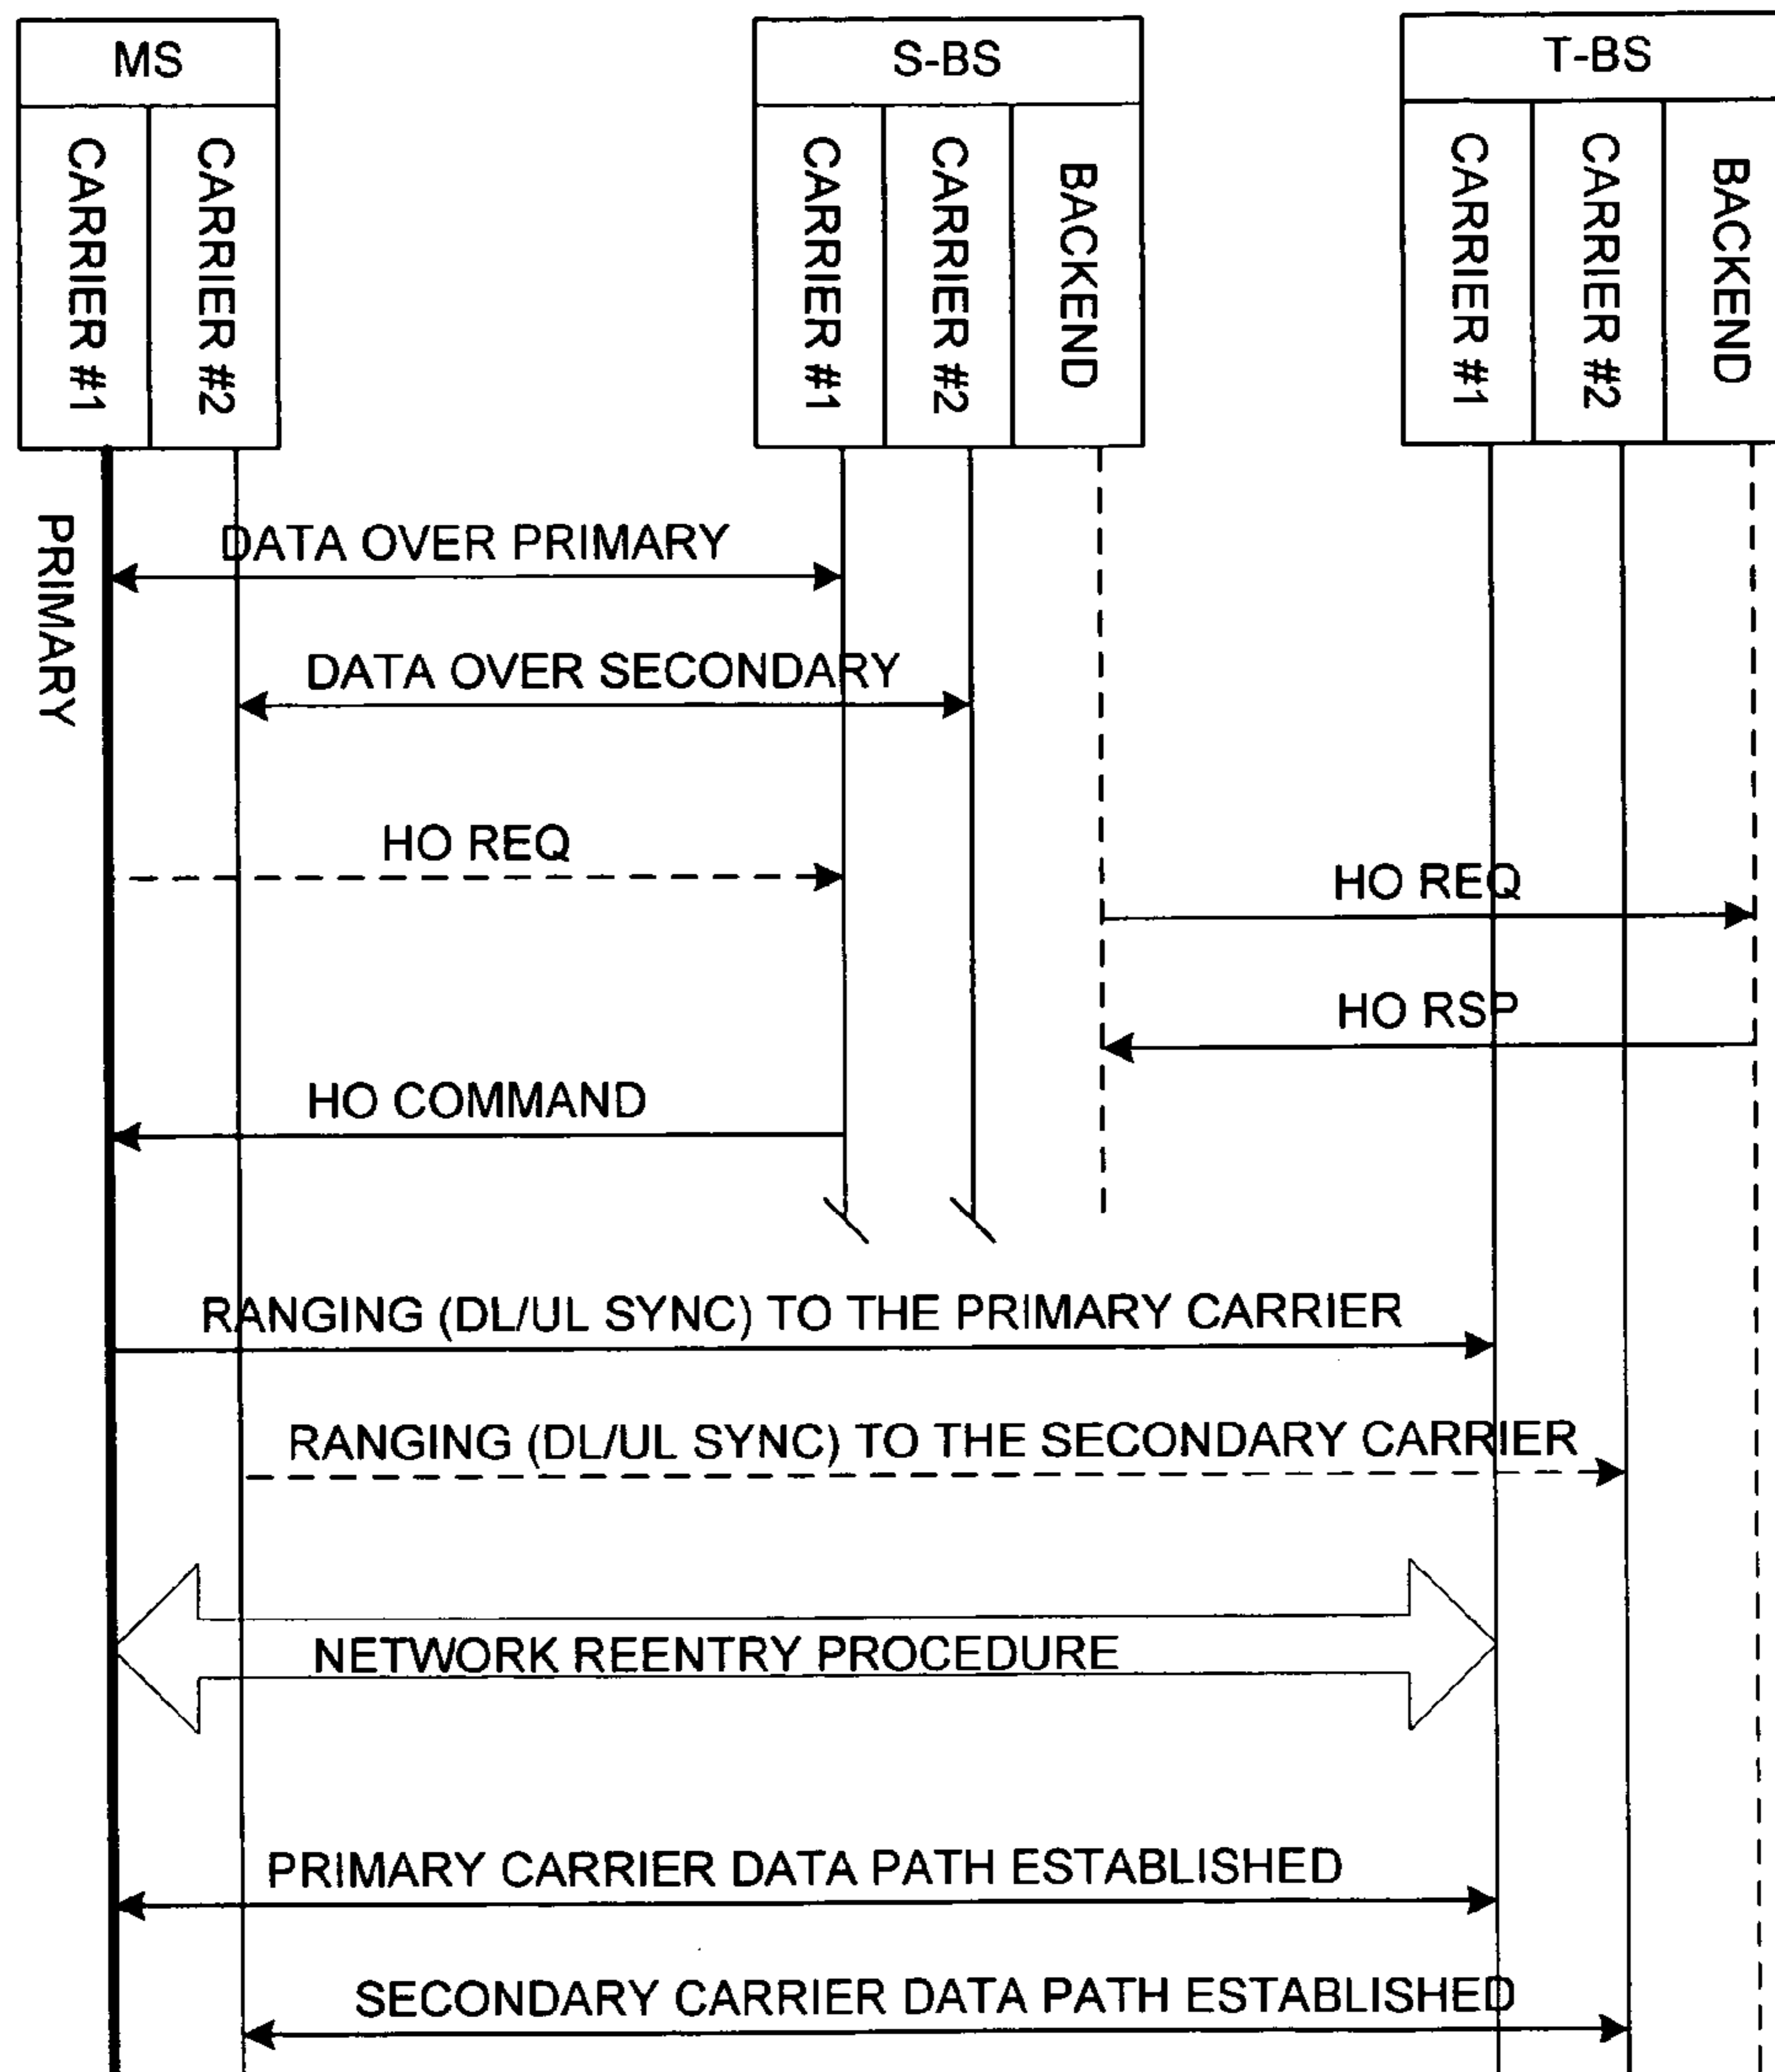 MS
S-BS
T-BS
CARRIER #1
CARRIER #2
CARRIER #1
CARRIER #2
BACKEND
CARRIER #1
CARRIER #2
BACKEND
PRIMARY
DATA OVER PRIMARY
DATA OVER SECONDARY
HO REQ
HO REQ
HO RSP
HO COMMAND
RANGING (DL/UL SYNC) TO THE PRIMARY CARRIER
RANGING (DL/UL SYNC) TO THE SECONDARY CARRIER
NETWORK REENTRY PROCEDURE
PRIMARY CARRIER DATA PATH ESTABLISHED
SECONDARY CARRIER DATA PATH ESTABLISHED